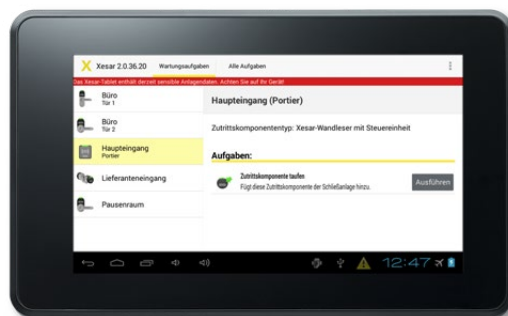 Xesar 2.0.36.20
Wartungsaufgaben
Alle Aufgaben
Das Xesar-Tablet enthält derzeit sensible Anlagendaten. Achten Sie auf Ihr Gerät!
Büro
Tür 1
Büro
Tür 2
Haupteingang
Portier
Lieferanteneingang
Pausenraum
Haupteingang (Portier)
Zutrittskomponententyp: Xesar-Wandleser mit Steuereinheit
Aufgaben:
Zutrittskomponente taufen
Fügt diese Zutrittskomponente der Schließanlage hinzu.
Ausführen
12:47